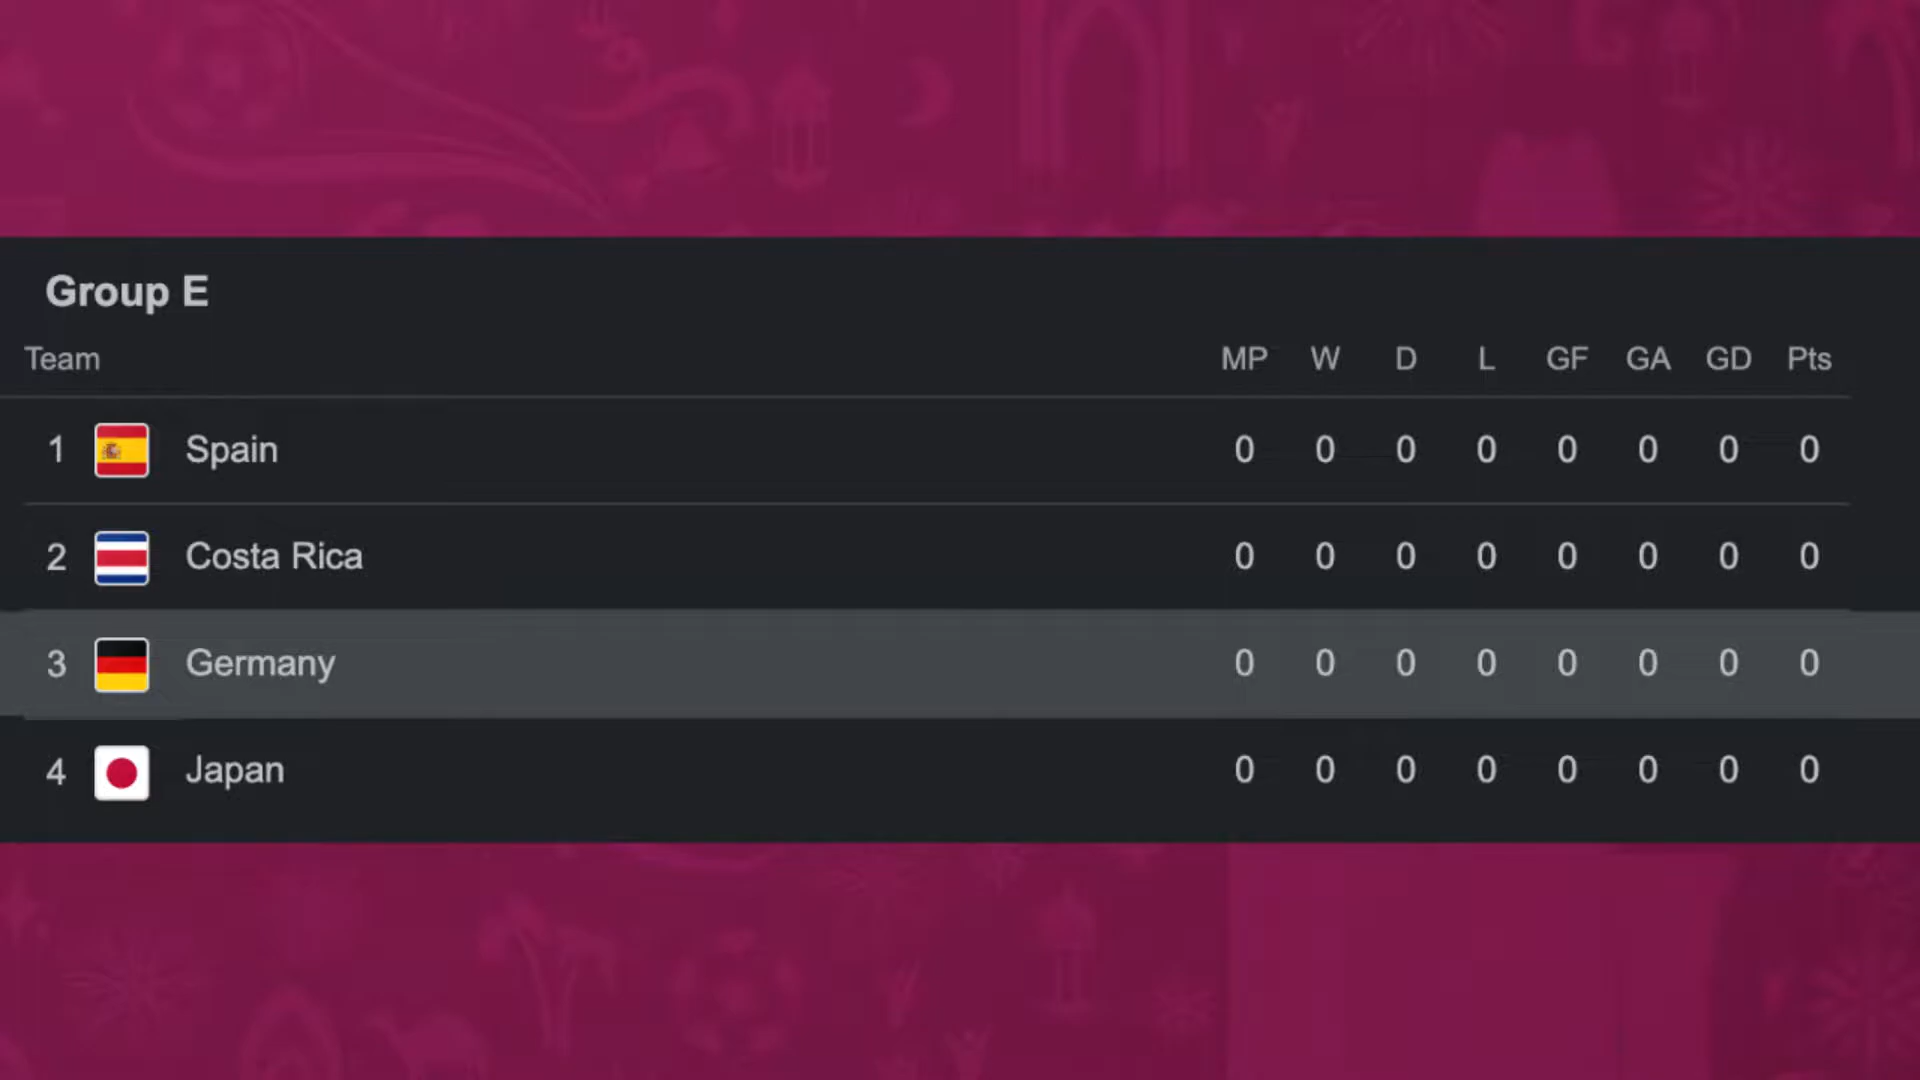 Group E
Team MP W D L GF GA GD Pts
1 Spain 0 0 0 0 0 0 0 0
2 Costa Rica 0 0 0 0 0 0 0 0
3 Germany 0 0 0 0 0 0 0 0
4 Japan 0 0 0 0 0 0 0 0